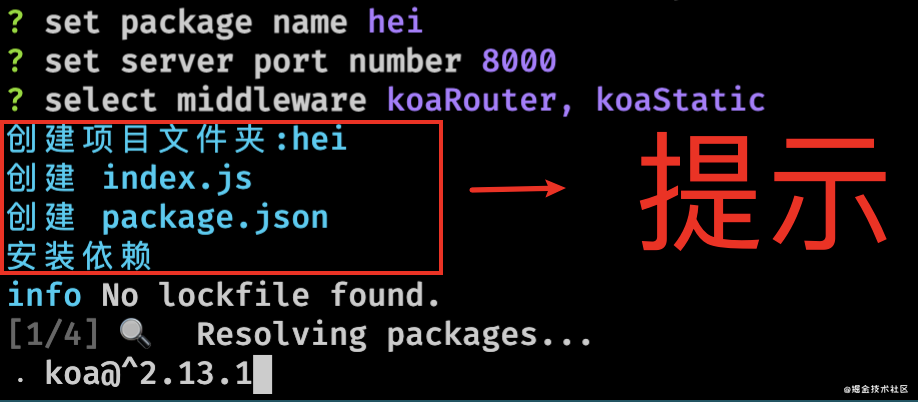 ? set package name hei
? set server port number 8000
? select middleware koaRouter, koaStatic
创建项目文件夹:hei
创建 index.js
创建 package.json
安装依赖
提示
info No lockfile found.
[1/4] 🔍 Resolving packages...
· koa@^2.13.1
@掘金技术社区